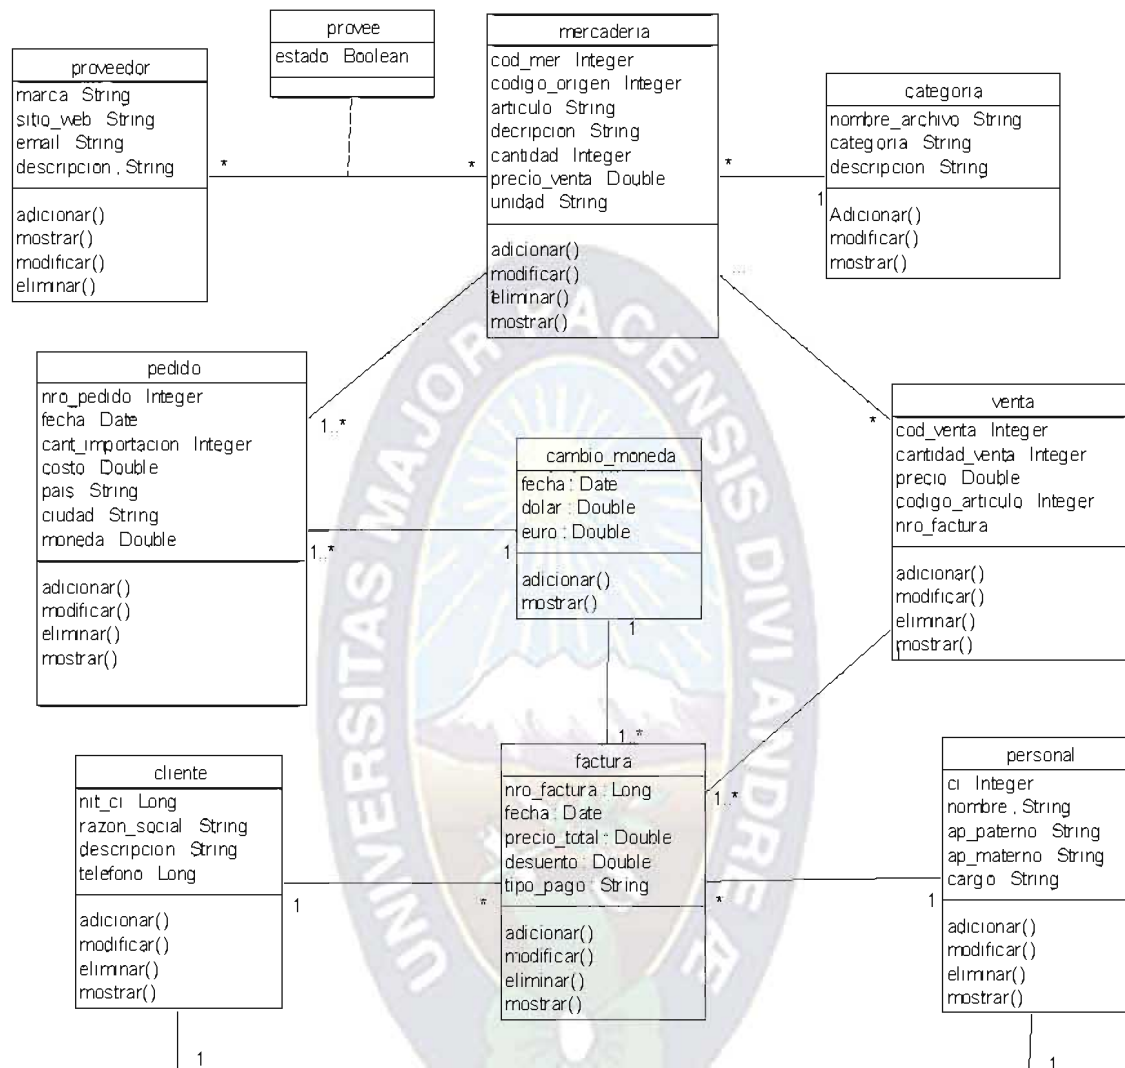 provee
estado Boolean
proveedor
marca String
sitio_web String
email String
descripcion . String
adicionar()
mostrar()
modificar()
eliminar()
*
*
mercaderia
cod_mer Integer
codigo_origen Integer
articulo String
decripcion String
cantidad Integer
precio_venta Double
unidad String
adicionar()
modificar()
eliminar()
mostrar()
*
1
categoria
nombre_archivo String
categoria String
descripcion String
Adicionar()
modificar()
mostrar()
1..*
pedido
nro_pedido Integer
fecha Date
cant_importacion Integer
costo Double
pais String
ciudad String
moneda Double
adicionar()
modificar()
eliminar()
mostrar()
1..*
1
cambio_moneda
fecha : Date
dolar : Double
euro : Double
adicionar()
mostrar()
1
1..*
*
venta
cod_venta Integer
cantidad_venta Integer
precio Double
codigo_articulo Integer
nro_factura
adicionar()
modificar()
eliminar()
mostrar()
1
1..*
cliente
nit_ci Long
razon_social String
descripcion String
telefono Long
adicionar()
modificar()
eliminar()
mostrar()
1
*
1
factura
nro_factura : Long
fecha : Date
precio_total : Double
desuento : Double
tipo_pago : String
adicionar()
modificar()
eliminar()
mostrar()
*
1
personal
ci Integer
nombre . String
ap_paterno String
ap_materno String
cargo String
adicionar()
modificar()
eliminar()
mostrar()
1
UNIVERSITAS MAJOR PACENSIS DIVI ANDRE Æ